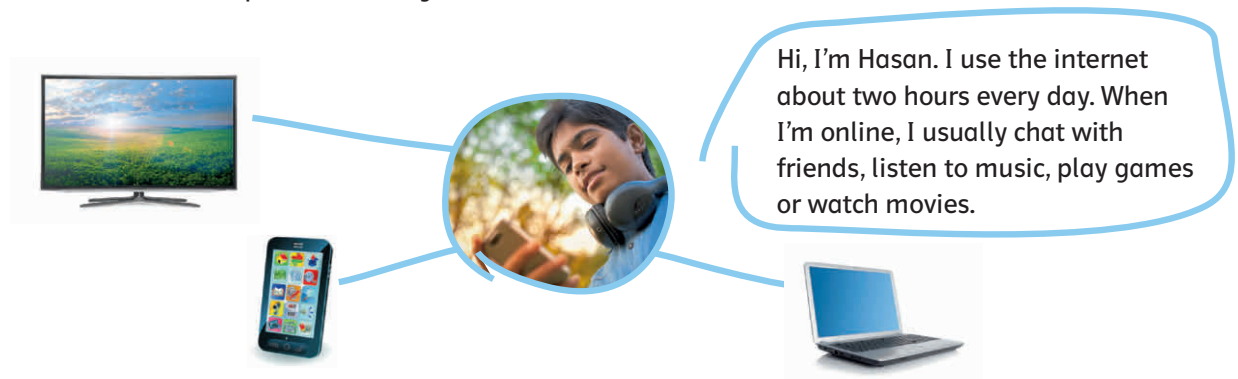 Hi, I'm Hasan. I use the internet
about two hours every day. When
I'm online, I usually chat with
friends, listen to music, play games
or watch movies.